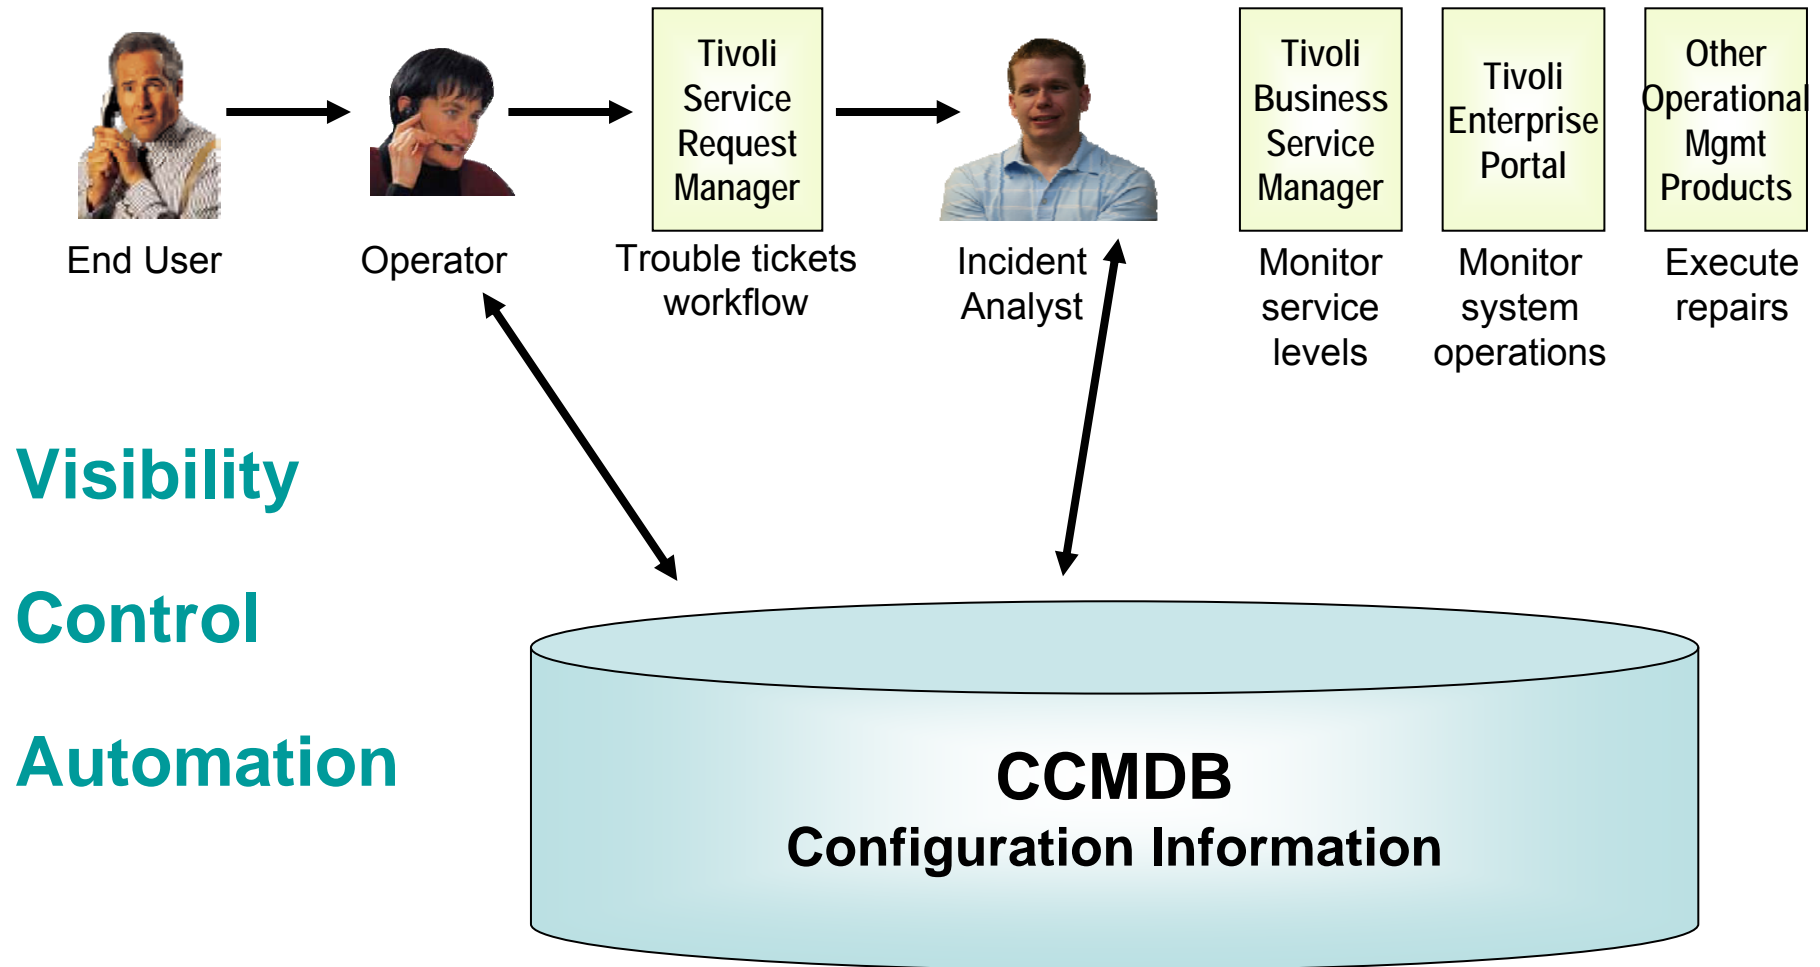 Tivoli
Service
Request
Manager
Tivoli
Business
Service
Manager
Tivoli
Enterprise
Portal
Other
Operational
Mgmt
Products
End User
Operator
Trouble tickets
workflow
Incident
Analyst
Monitor
service
levels
Monitor
system
operations
Execute
repairs
Visibility
Control
Automation
CCMDB
Configuration Information